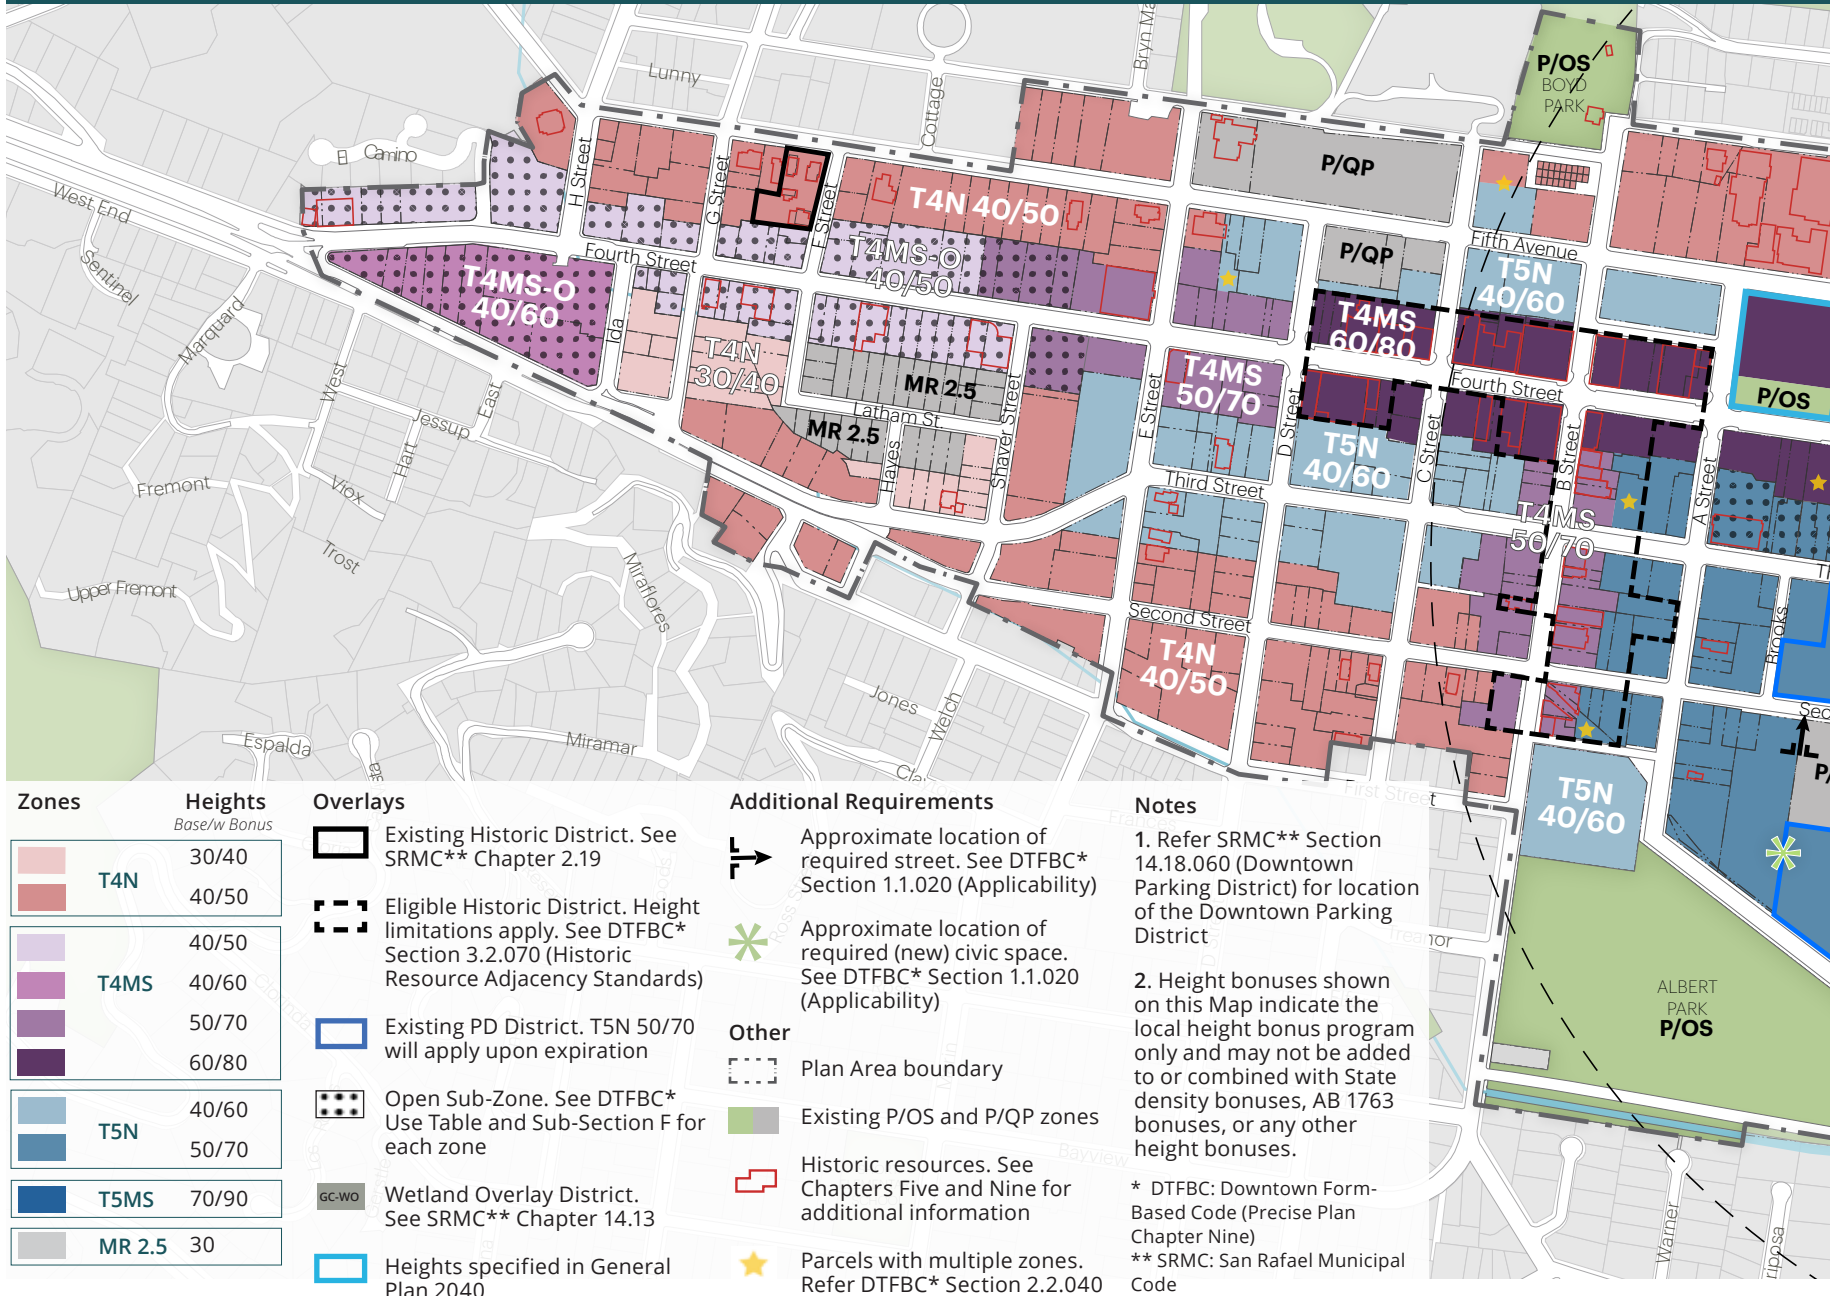 Lunny
Cottage
P/OS
BOYD
PARK
El Camino
H Street
G Street
F Street
P/QP
T4N 40/50
West End
Sentinel
Marquard
Fourth Street
T4MS-O
40/50
T4MS-O
40/60
P/QP
Fifth Avenue
T5N
40/60
T4MS
60/80
Ida
T4N
30/40
MR 2.5
Latham St.
MR 2.5
Shaver Street
E Street
T4MS
50/70
D Street
Fourth Street
P/OS
West
East
Jessup
Hart
Hayes
T5N
40/60
C Street
B Street
A Street
Fremont
Viox
Third Street
T4MS
50/70
Trost
Upper Fremont
Miraflores
Second Street
Brooks
T4N
40/50
Jones
Welch
Espalda
Miramar
Clayton
T5N
40/60
First Street
Treanor
Bayview
ALBERT
PARK
P/OS
Warner
Zones
Heights
Base/w Bonus
T4N
30/40
40/50
T4MS
40/50
40/60
50/70
60/80
T5N
40/60
50/70
T5MS 70/90
MR 2.5 30
Overlays
Existing Historic District. See
SRMC** Chapter 2.19
Eligible Historic District. Height
limitations apply. See DTFBC*
Section 3.2.070 (Historic
Resource Adjacency Standards)
Existing PD District. T5N 50/70
will apply upon expiration
Open Sub-Zone. See DTFBC*
Use Table and Sub-Section F for
each zone
GC-WO
Wetland Overlay District.
See SRMC** Chapter 14.13
Heights specified in General
Plan 2040
Additional Requirements
Approximate location of
required street. See DTFBC*
Section 1.1.020 (Applicability)
Approximate location of
required (new) civic space.
See DTFBC* Section 1.1.020
(Applicability)
Other
Plan Area boundary
Existing P/OS and P/QP zones
Historic resources. See
Chapters Five and Nine for
additional information
Parcels with multiple zones.
Refer DTFBC* Section 2.2.040
Notes
1. Refer SRMC** Section
14.18.060 (Downtown
Parking District) for location
of the Downtown Parking
District
2. Height bonuses shown
on this Map indicate the
local height bonus program
only and may not be added
to or combined with State
density bonuses, AB 1763
bonuses, or any other
height bonuses.
* DTFBC: Downtown Form-
Based Code (Precise Plan
Chapter Nine)
** SRMC: San Rafael Municipal
Code